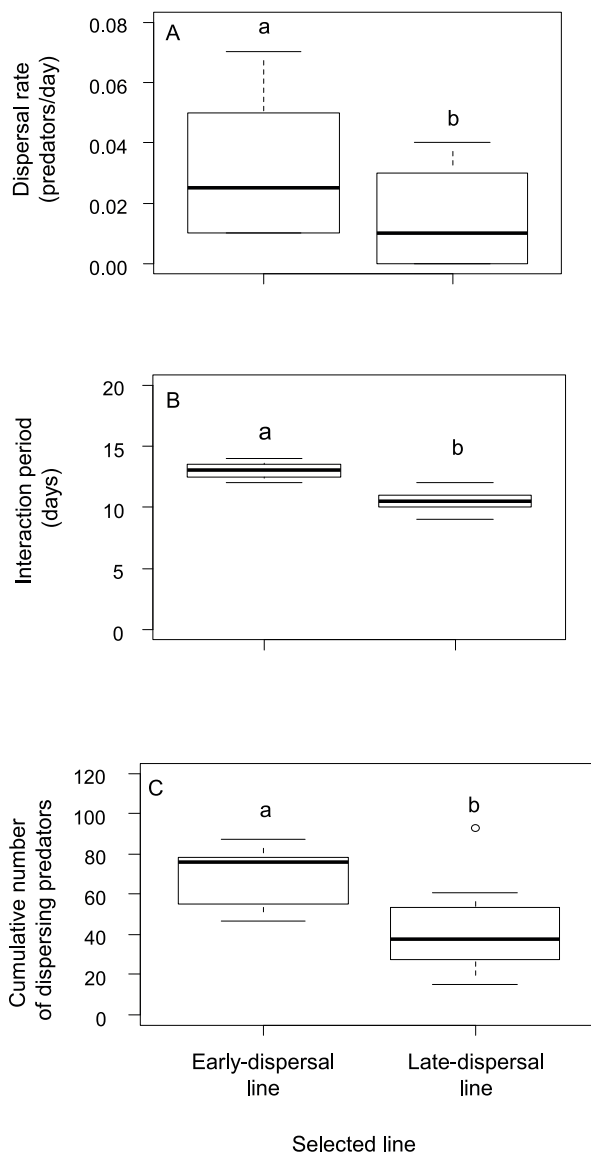 A
a
b
Dispersal rate
(predators/day)
0.08
0.06
0.04
0.02
0.00
B
a
b
Interaction period
(days)
20
15
10
5
0
C
a
b
Cumulative number
of dispersing predators
120
100
80
60
40
20
0
Early-dispersal
line
Late-dispersal
line
Selected line